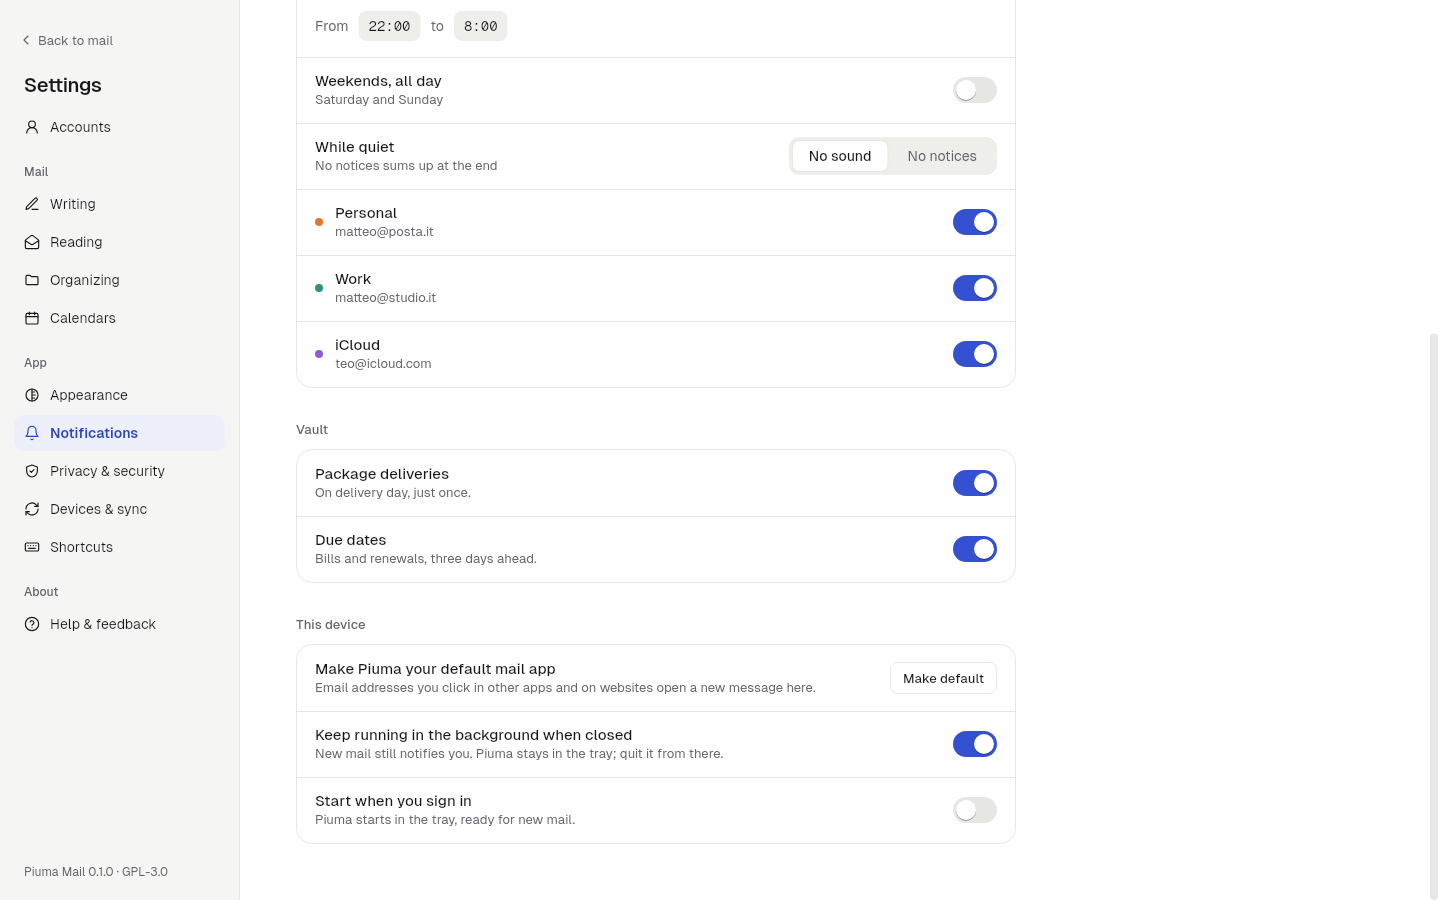 Back to mail
Settings
Accounts
Mail
Writing
Reading
Organizing
Calendars
App
Appearance
Notifications
Privacy & security
Devices & sync
Shortcuts
About
Help & feedback
Piuma Mail 0.1.0 · GPL-3.0
From 22:00 to 8:00
Weekends, all day
Saturday and Sunday
While quiet
No notices sums up at the end
No sound No notices
Personal
matteo@posta.it
Work
matteo@studio.it
iCloud
teo@icloud.com
Vault
Package deliveries
On delivery day, just once.
Due dates
Bills and renewals, three days ahead.
This device
Make Piuma your default mail app
Email addresses you click in other apps and on websites open a new message here.
Make default
Keep running in the background when closed
New mail still notifies you. Piuma stays in the tray; quit it from there.
Start when you sign in
Piuma starts in the tray, ready for new mail.